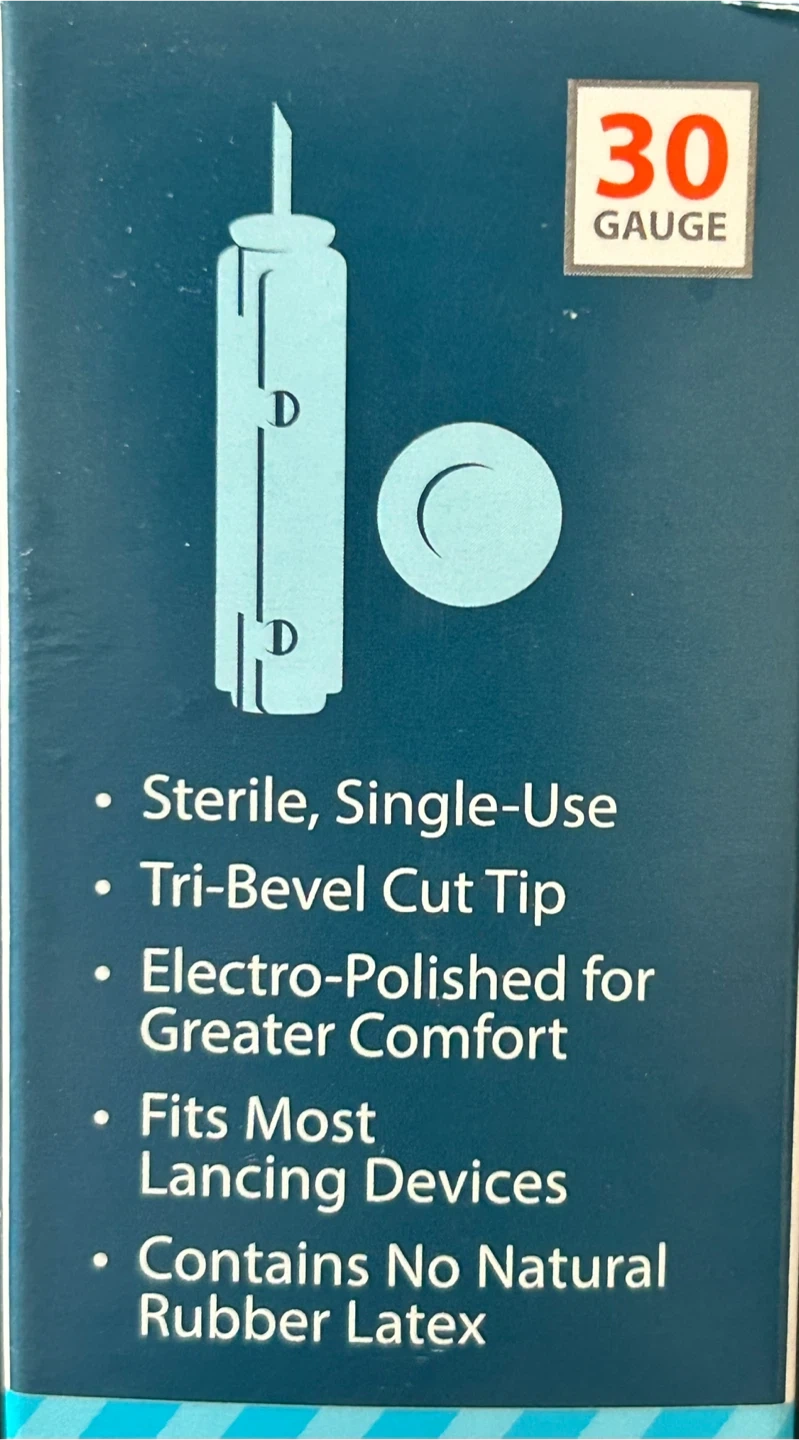 30
GAUGE
• Sterile, Single-Use
• Tri-Bevel Cut Tip
• Electro-Polished for
Greater Comfort
• Fits Most
Lancing Devices
• Contains No Natural
Rubber Latex